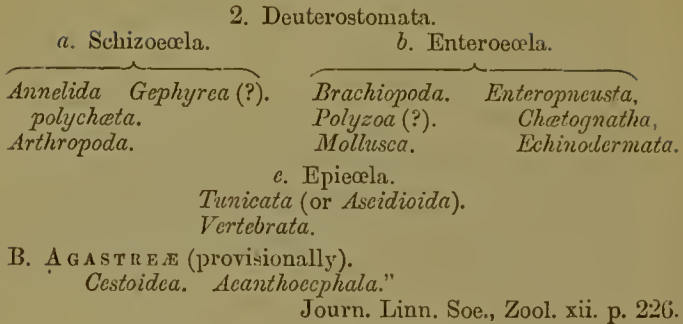 2. Deuterostomata.
a. Schizocœla. b. Enterocœla.
Annelida Gephyrea (?). Brachiopoda. Enteropneusta,
polychæta. Polyzoa (?). Chætognatha,
Arthropoda. Mollusca. Echinodermata.
c. Epicœla.
Tunicata (or Ascidioida).
Vertebrata.
B. AGASTREÆ (provisionally).
Cestoidea. Acanthocephala.”
Journ. Linn. Soc., Zool. xii. p. 226.